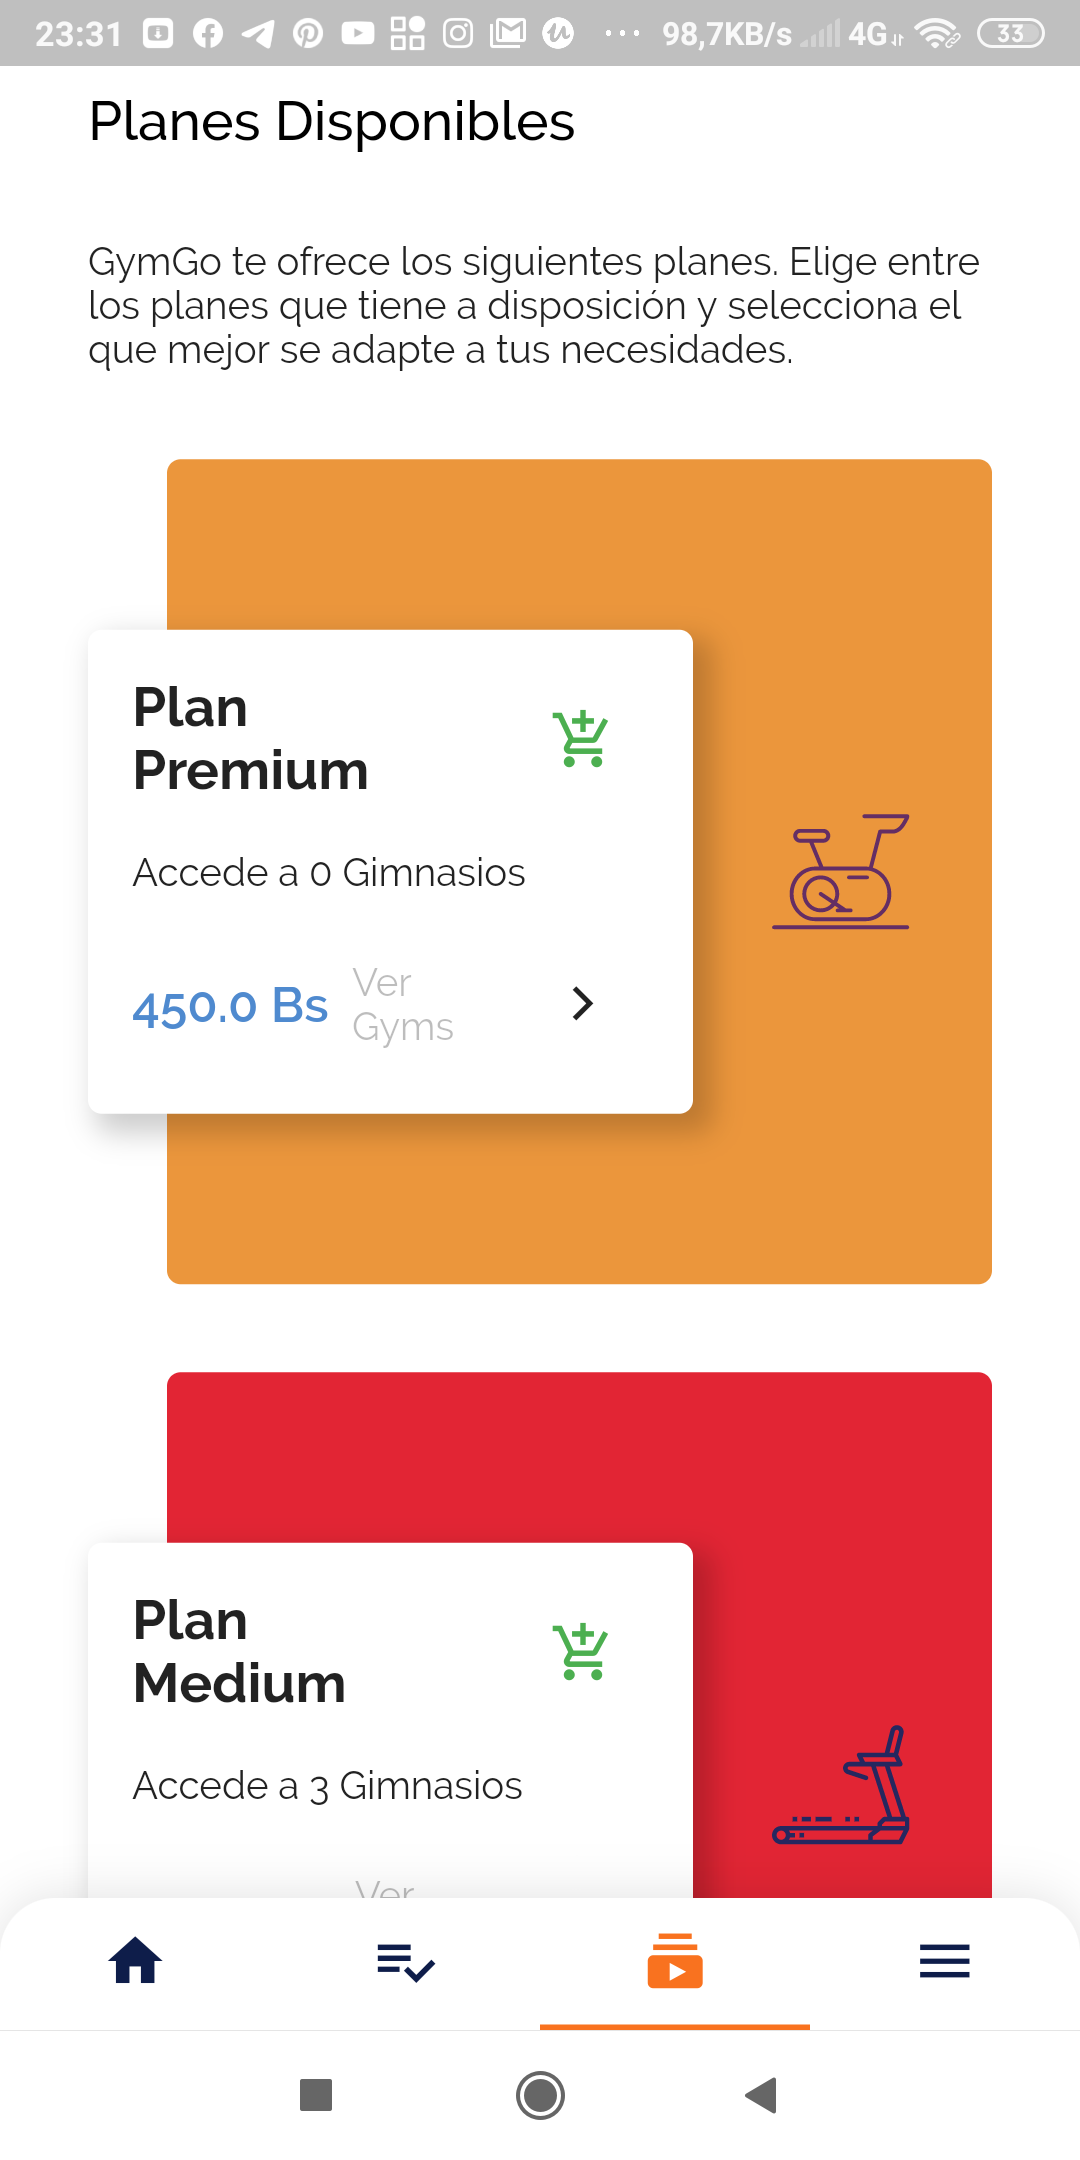 23:31 98,7KB/s 4G 33
Planes Disponibles
GymGo te ofrece los siguientes planes. Elige entre
los planes que tiene a disposición y selecciona el
que mejor se adapte a tus necesidades.
Plan
Premium
Accede a 0 Gimnasios
450.0 Bs
Ver
Gyms
Plan
Medium
Accede a 3 Gimnasios
Ver